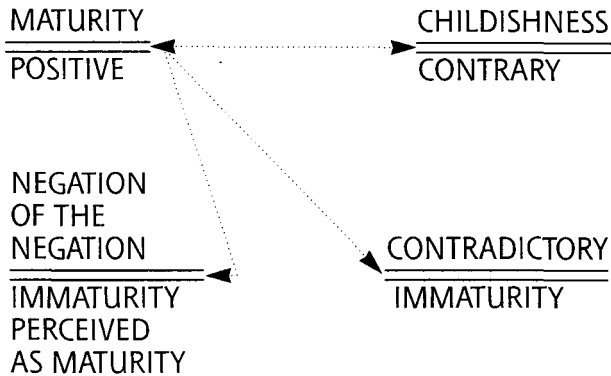 MATURITY
POSITIVE
CHILDISHNESS
CONTRARY
NEGATION
OF THE
NEGATION
IMMATURITY
PERCEIVED
AS MATURITY
CONTRADICTORY
IMMATURITY